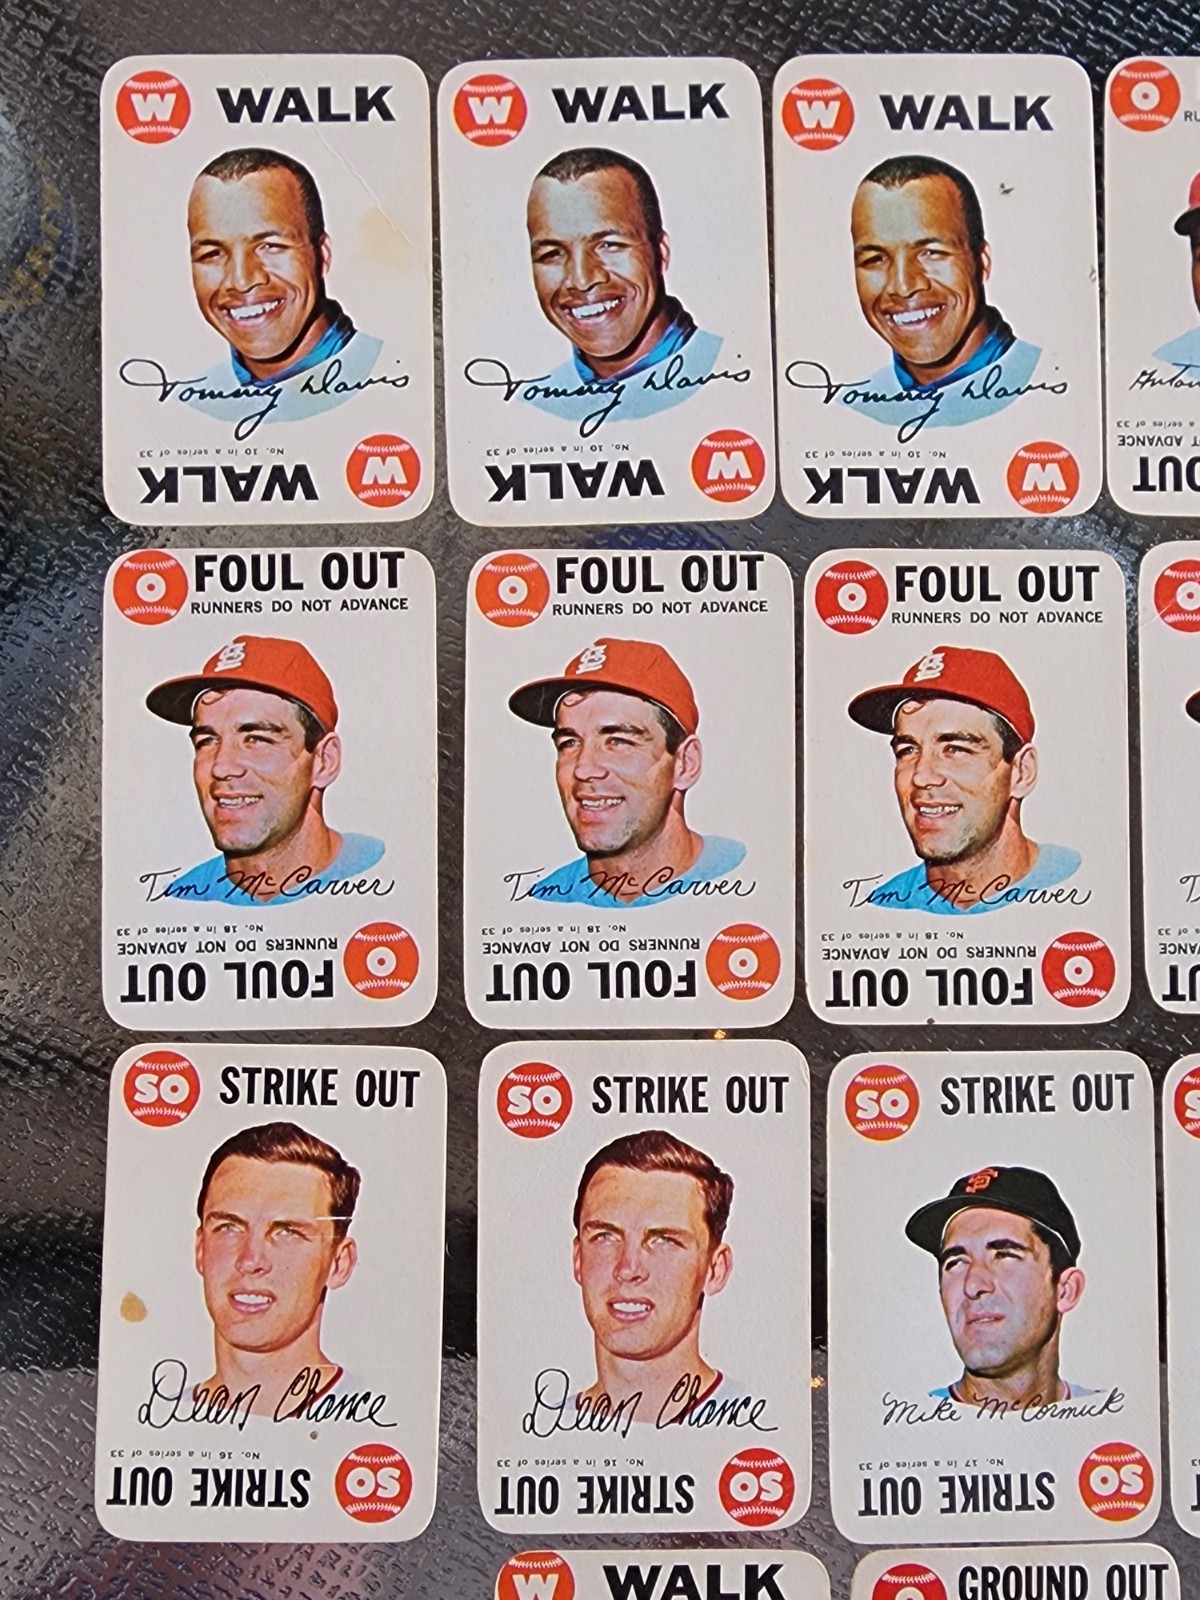 W WALK
Tommy Davis
No. 10 in a series of 33
WALK W
W WALK
Tommy Davis
No. 10 in a series of 33
WALK W
W WALK
Tommy Davis
No. 10 in a series of 33
WALK W
O
RU
OUT
O FOUL OUT
RUNNERS DO NOT ADVANCE
StL
Tim McCarver
No. 18 in a series of 33
RUNNERS DO NOT ADVANCE
FOUL OUT O
O FOUL OUT
RUNNERS DO NOT ADVANCE
StL
Tim McCarver
No. 18 in a series of 33
RUNNERS DO NOT ADVANCE
FOUL OUT O
O FOUL OUT
RUNNERS DO NOT ADVANCE
StL
Tim McCarver
No. 18 in a series of 33
RUNNERS DO NOT ADVANCE
FOUL OUT O
SO STRIKE OUT
Dean Chance
No. 16 in a series of 33
STRIKE OUT SO
SO STRIKE OUT
Dean Chance
No. 16 in a series of 33
STRIKE OUT SO
SO STRIKE OUT
SF
Mike McCormick
No. 17 in a series of 33
STRIKE OUT SO
W WALK
GROUND OUT